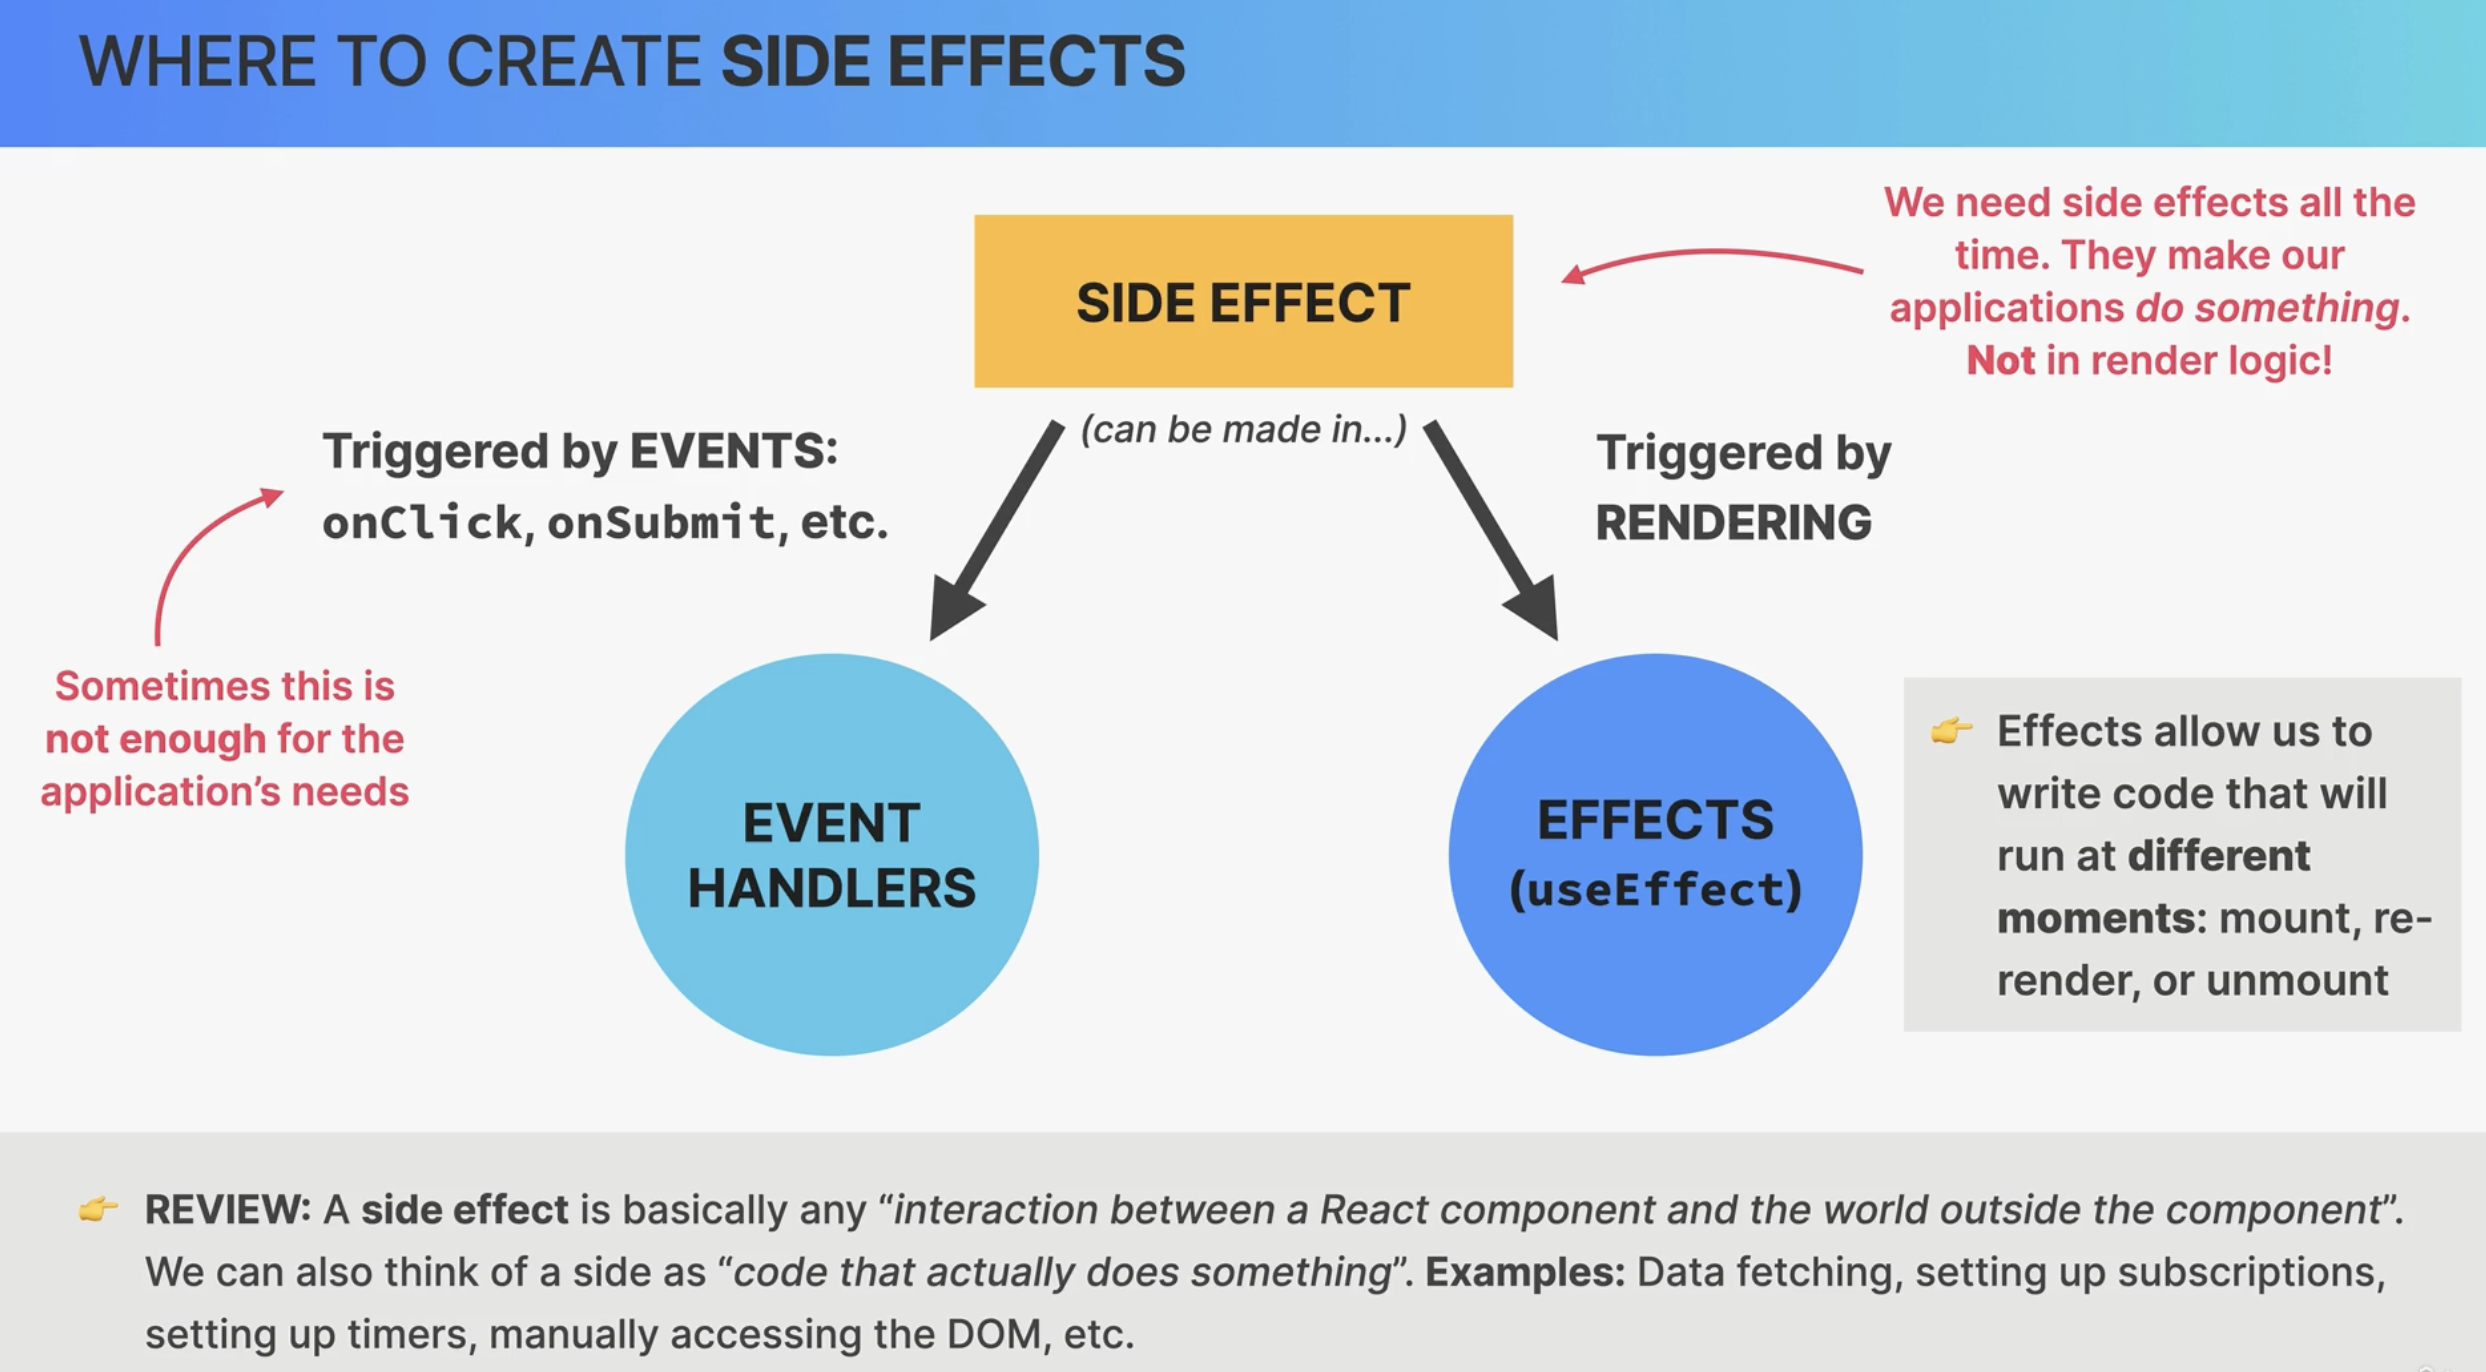 WHERE TO CREATE SIDE EFFECTS
SIDE EFFECT
We need side effects all the
time. They make our
applications do something.
Not in render logic!
(can be made in...)
Triggered by EVENTS:
onClick, onSubmit, etc.
Triggered by
RENDERING
Sometimes this is
not enough for the
application’s needs
EVENT
HANDLERS
EFFECTS
(useEffect)
👉 Effects allow us to
write code that will
run at different
moments: mount, re-
render, or unmount
👉 REVIEW: A side effect is basically any “interaction between a React component and the world outside the component”.
We can also think of a side as “code that actually does something”. Examples: Data fetching, setting up subscriptions,
setting up timers, manually accessing the DOM, etc.